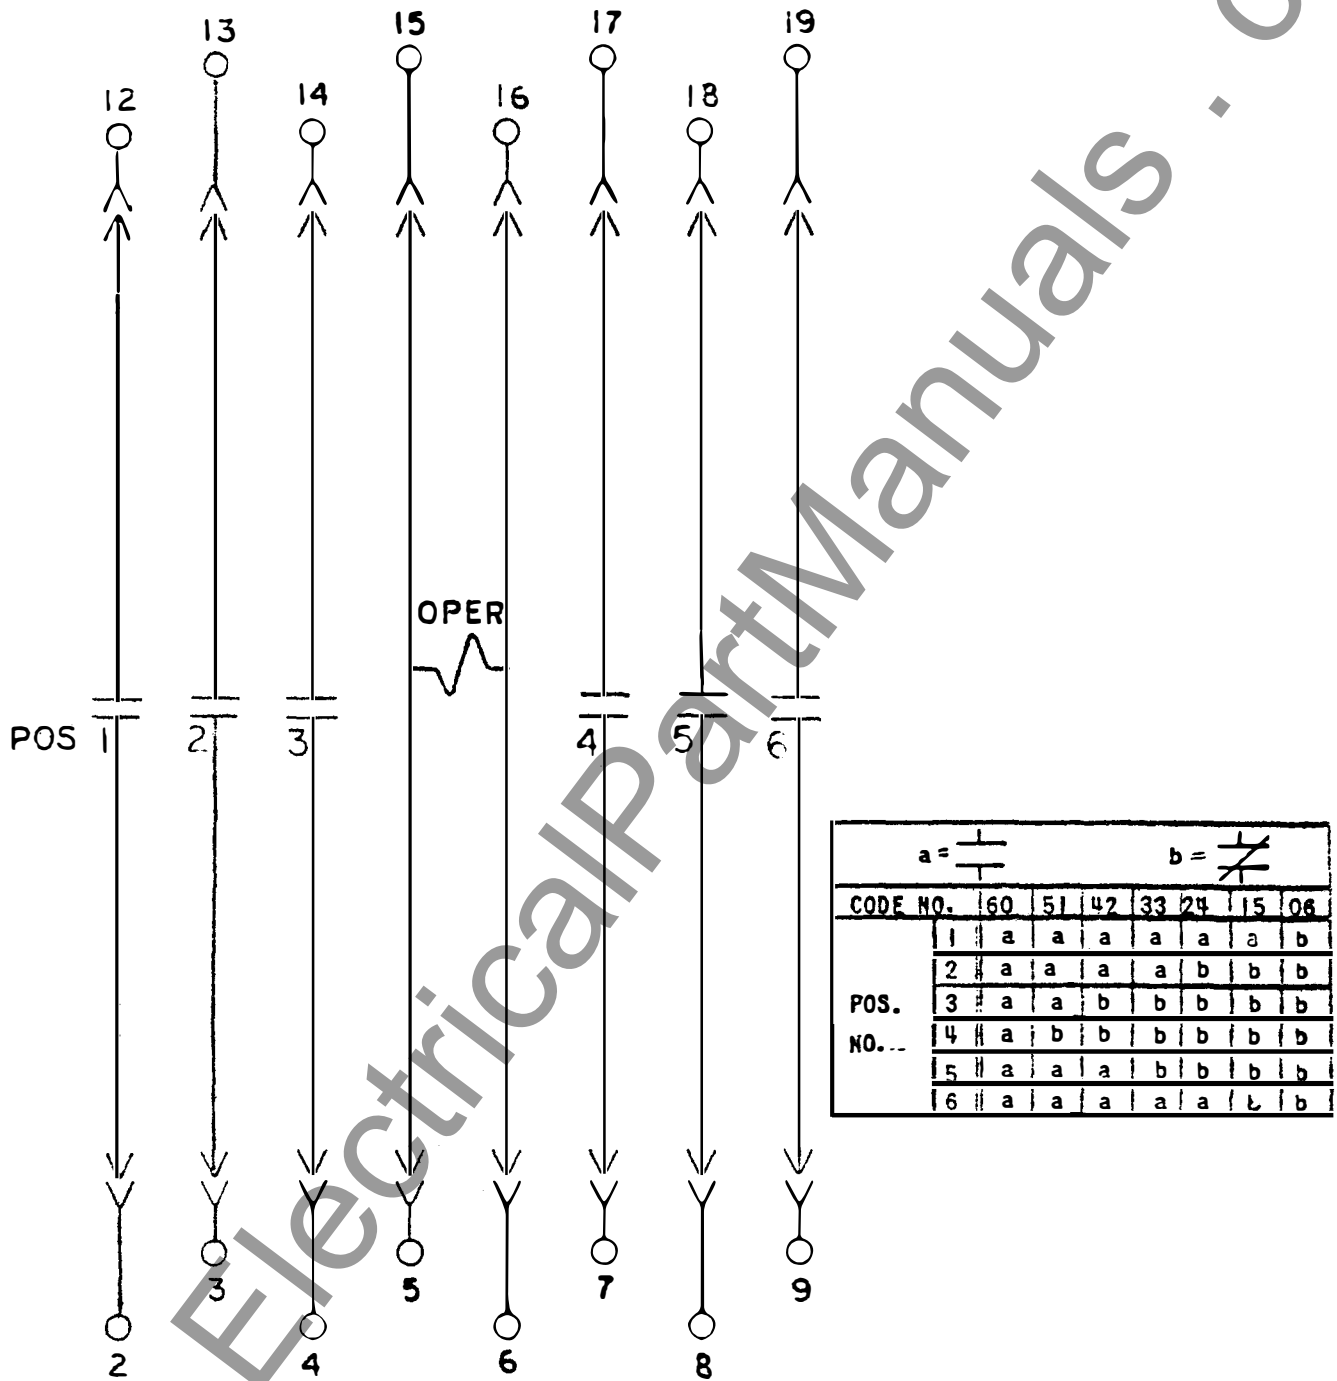 13 15 17 19
12 14 16 18
OPER
POS 1 2 3 4 5 6
a = b =
CODE NO. 60 51 42 33 24 15 06
1 a a a a a a b
2 a a a a b b b
POS. 3 a a b b b b b
NO... 4 a b b b b b b
5 a a a b b b b
6 a a a a a b b
3 5 7 9
2 4 6 8
ElectricalPartManuals . c